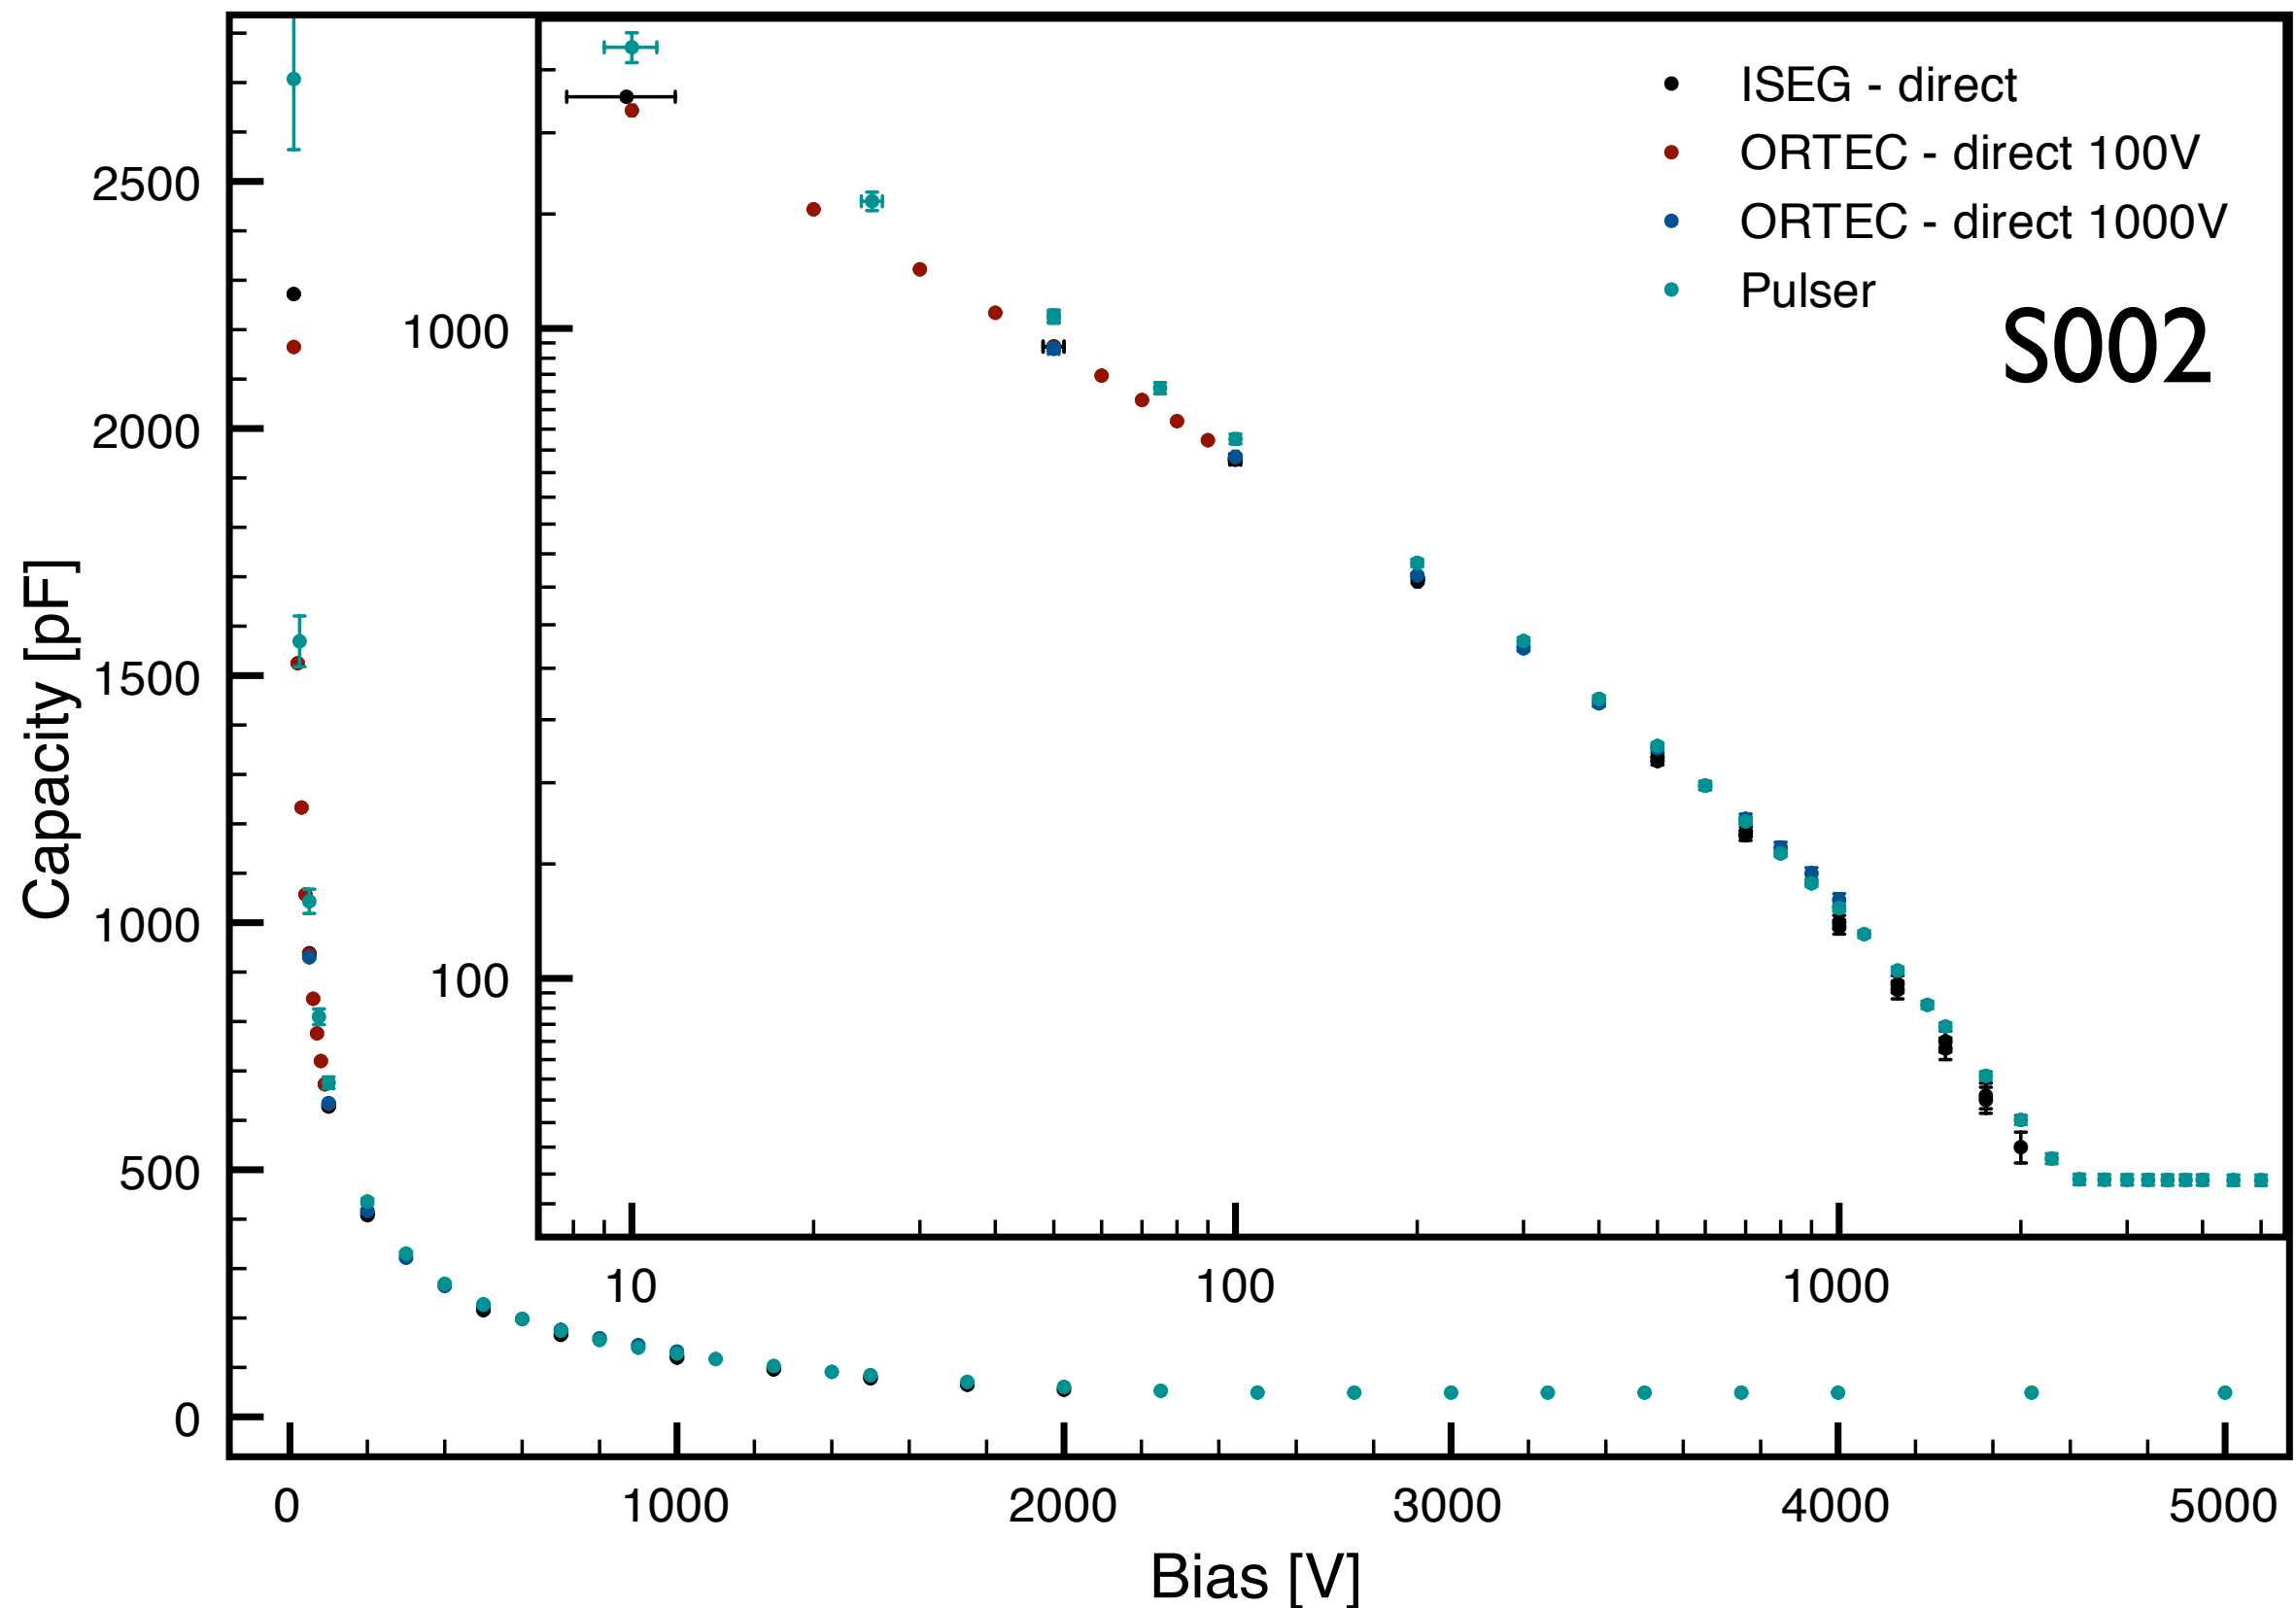 ISEG - direct
ORTEC - direct 100V
ORTEC - direct 1000V
Pulser
S002
2500
2000
1500
1000
500
0
Capacity [pF]
1000
100
10 100 1000
0 1000 2000 3000 4000 5000
Bias [V]